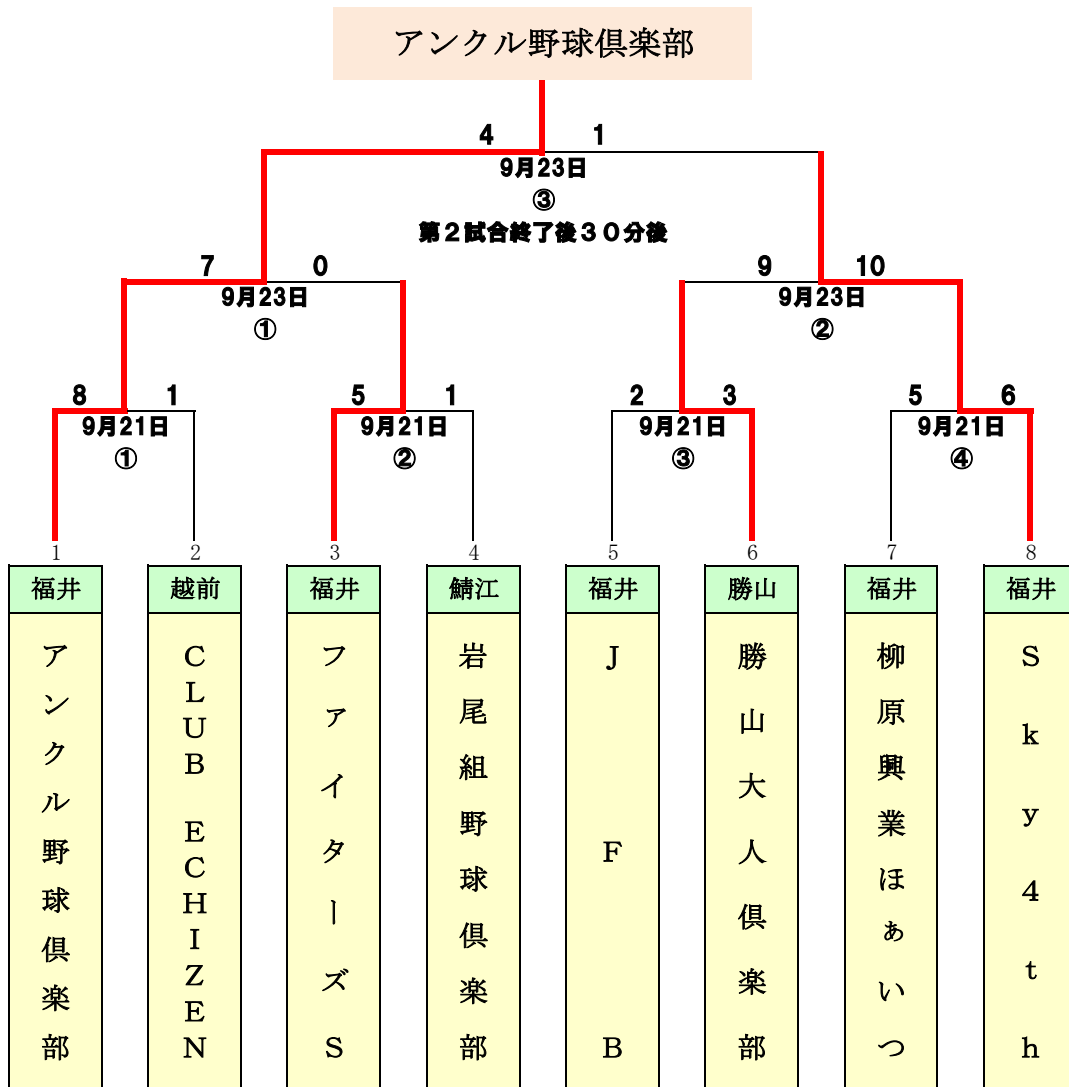 アンクル野球倶楽部
4 1
9月23日
③
第２試合終了後３０分後
7 0
9 10
9月23日
①
9月23日
②
8 1
5 1
2 3
5 6
9月21日
①
9月21日
②
9月21日
③
9月21日
④
1 2 3 4 5 6 7 8
福井
アンクル野球倶楽部
越前
CLUB ECHIZEN
福井
ファイターズS
鯖江
岩尾組野球倶楽部
福井
JFB
勝山
勝山大人倶楽部
福井
柳原興業ほぁいつ
福井
Sky4th